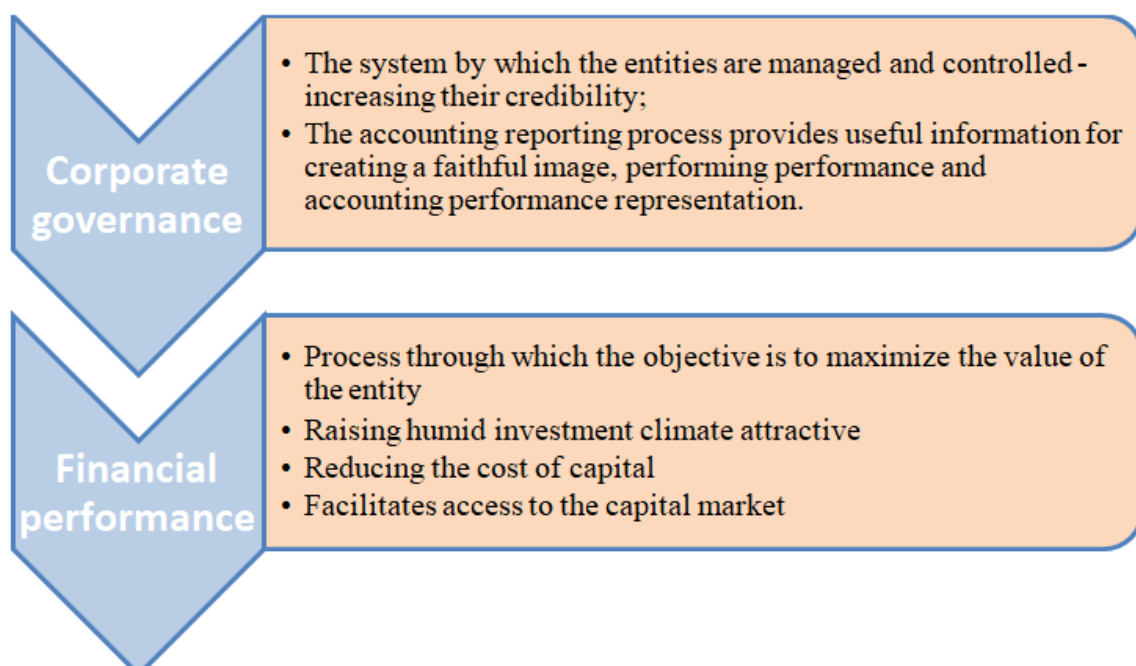 Corporate
governance
• The system by which the entities are managed and controlled -
increasing their credibility;
• The accounting reporting process provides useful information for
creating a faithful image, performing performance and
accounting performance representation.
Financial
performance
• Process through which the objective is to maximize the value of
the entity
• Raising humid investment climate attractive
• Reducing the cost of capital
• Facilitates access to the capital market